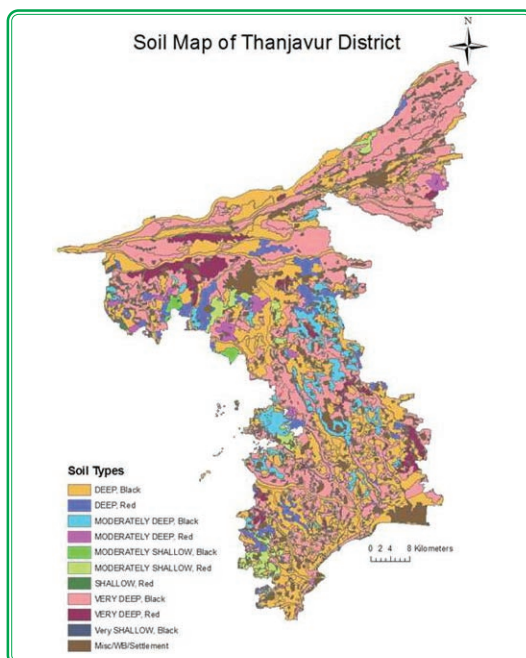 Soil Map of Thanjavur District
N
Soil Types
DEEP, Black
DEEP, Red
MODERATELY DEEP, Black
MODERATELY DEEP, Red
MODERATELY SHALLOW, Black
MODERATELY SHALLOW, Red
SHALLOW, Red
VERY DEEP, Black
VERY DEEP, Red
Very SHALLOW, Black
Misc/WB/Settlement
0 2 4 8 Kilometers